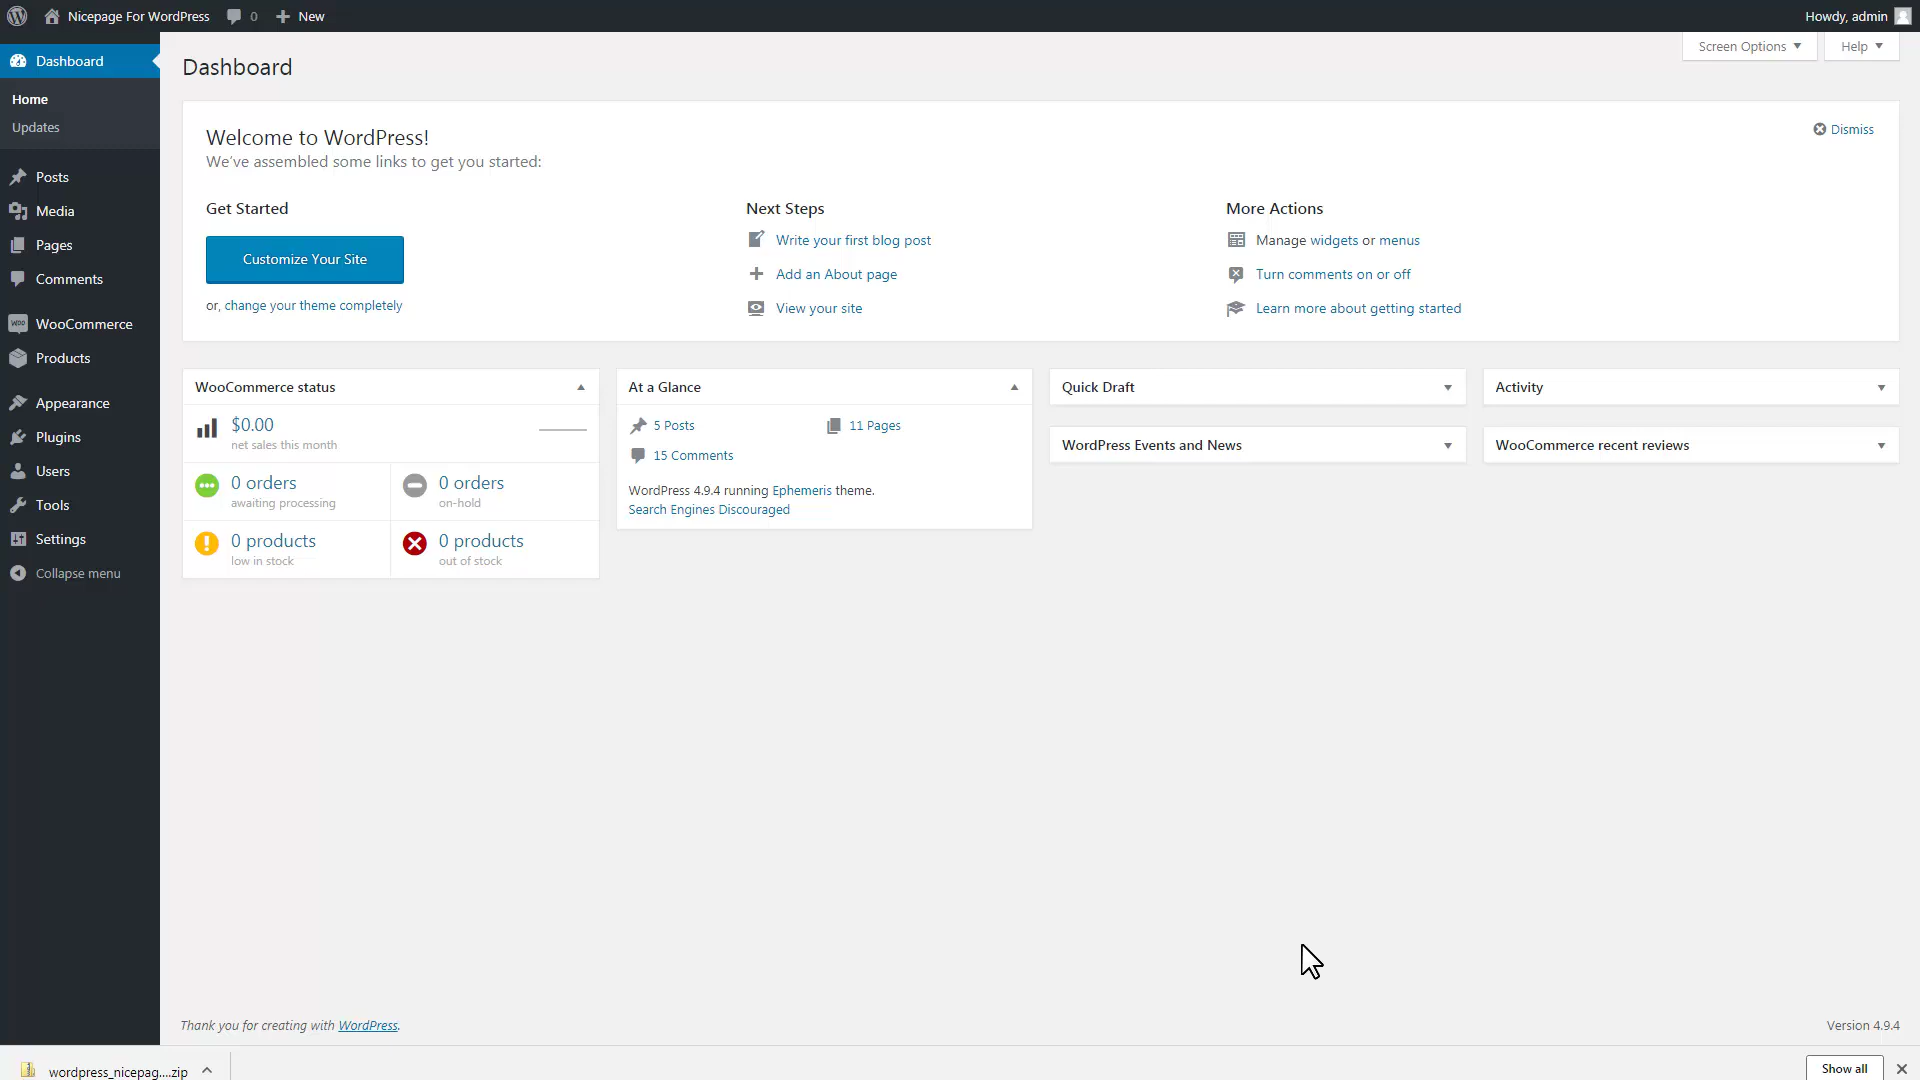 Nicepage For WordPress 0 New Howdy, admin
Screen Options Help
Dashboard
Home
Updates
Posts
Media
Pages
Comments
WooCommerce
Products
Appearance
Plugins
Users
Tools
Settings
Collapse menu
Dashboard
Welcome to WordPress!
We've assembled some links to get you started:
Dismiss
Get Started
Customize Your Site
or, change your theme completely
Next Steps
Write your first blog post
Add an About page
View your site
More Actions
Manage widgets or menus
Turn comments on or off
Learn more about getting started
WooCommerce status
$0.00
net sales this month
0 orders
awaiting processing
0 orders
on-hold
0 products
low in stock
0 products
out of stock
At a Glance
5 Posts
11 Pages
15 Comments
WordPress 4.9.4 running Ephemeris theme.
Search Engines Discouraged
Quick Draft
WordPress Events and News
Activity
WooCommerce recent reviews
Thank you for creating with WordPress.
Version 4.9.4
wordpress_nicepag....zip
Show all